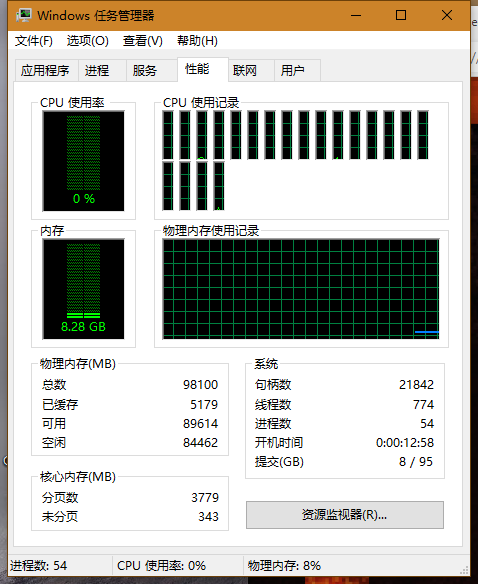 Windows 任务管理器
文件(F) 选项(O) 查看(V) 帮助(H)
应用程序 进程 服务 性能 联网 用户
CPU 使用率 CPU 使用记录
0 %
内存 物理内存使用记录
8.28 GB
物理内存(MB)
总数 98100
已缓存 5179
可用 89614
空闲 84462
系统
句柄数 21842
线程数 774
进程数 54
开机时间 0:00:12:58
提交(GB) 8 / 95
核心内存(MB)
分页数 3779
未分页 343
资源监视器(R)...
进程数: 54 CPU 使用率: 0% 物理内存: 8%